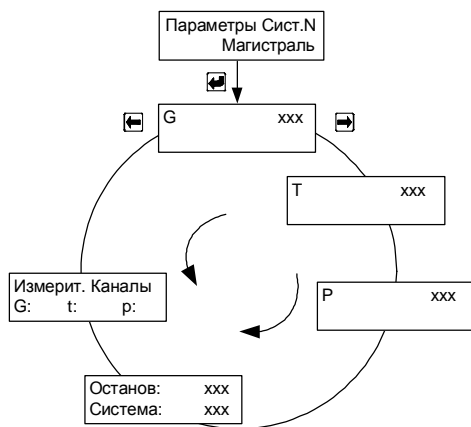 Параметры Сист.N
Магистраль
G xxx
T xxx
P xxx
Измерит. Каналы
G: t: p:
Останов: xxx
Система: xxx